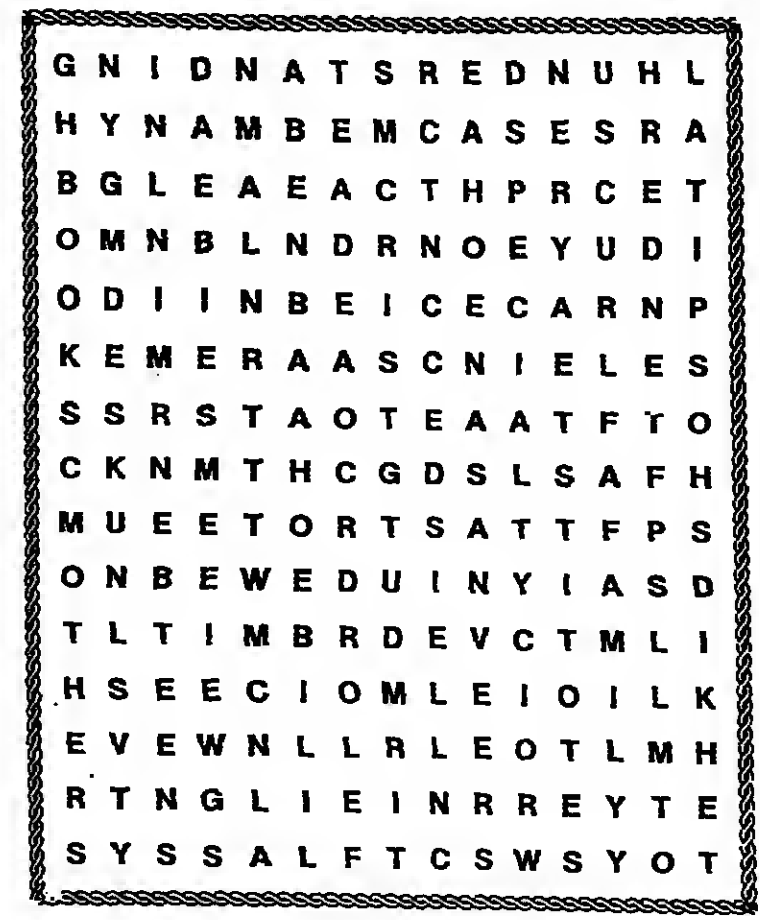 G N I D N A T S R E D N U H L
H Y N A M B E M C A S E S R A
B G L E A E A C T H P R C E T
O M N B L N D R N O E Y U D I
O D I I N B E I C E C A R N P
K E M E R A A S C N I E L E S
S S R S T A O T E A A T F T O
C K N M T H C G D S L S A F H
M U E E T O R T S A T T F P S
O N B E W E D U I N Y I A S D
T L T I M B R D E V C T M L I
H S E E C I O M L E I O I L K
E V E W N L L R L E O T L M H
R T N G L I E I N R R E Y T E
S Y S S A L F T C S W S Y O T